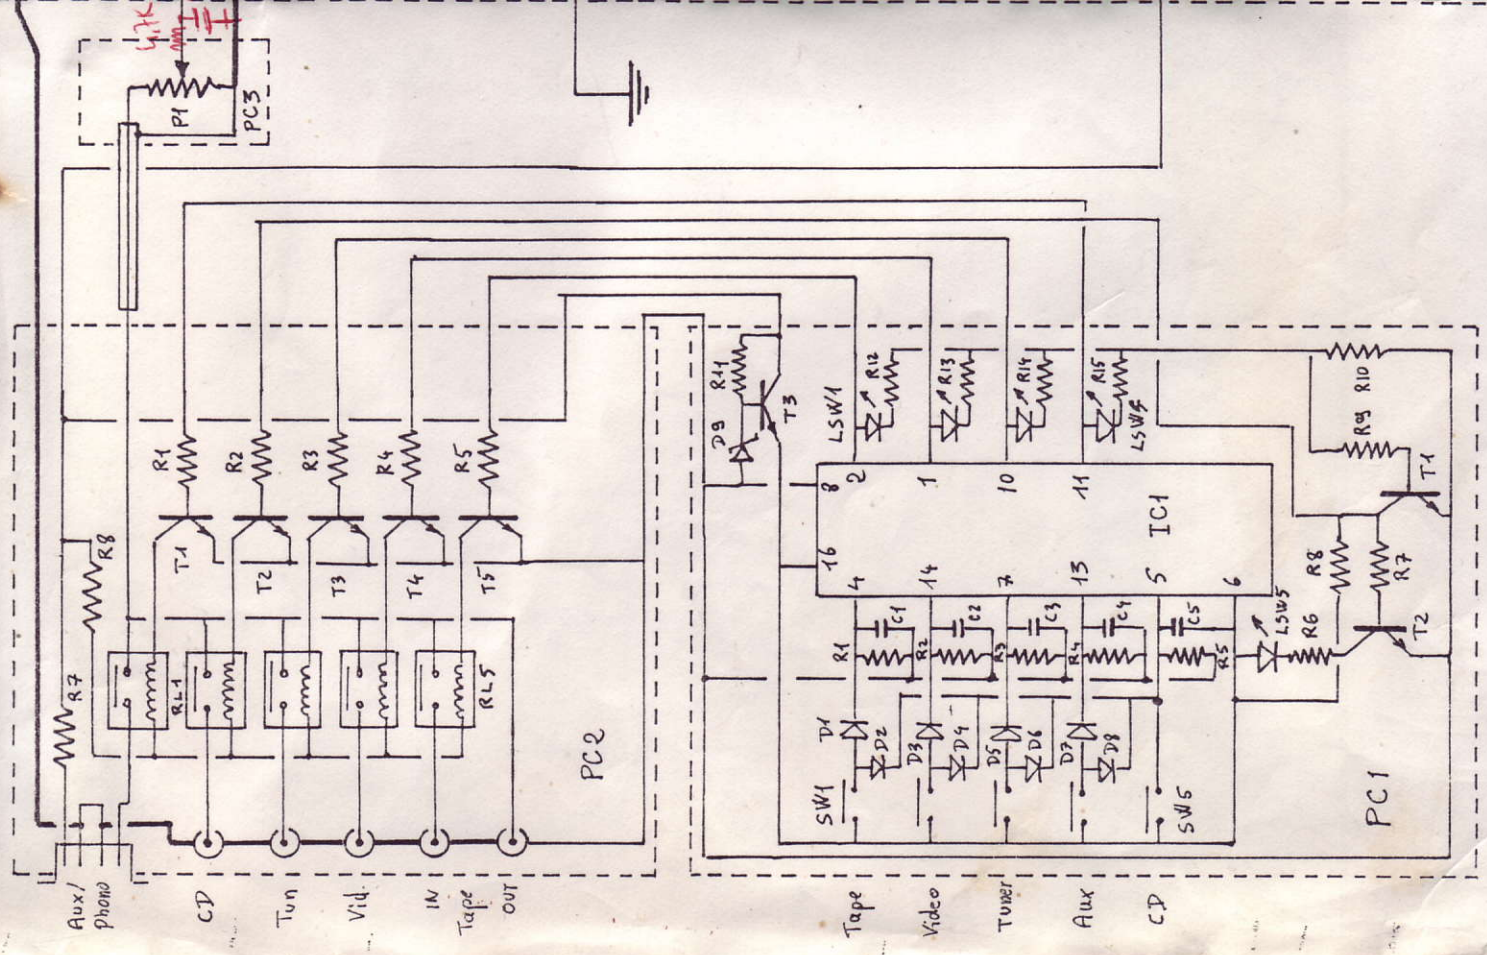 4,7K
P1
PC3
R1
R2
R3
R4
R5
T1
T2
T3
T4
T5
R8
R7
RL1
RL5
PC2
Aux/
Phono
CD
Tun
Vid.
IN
Tape
OUT
R11
D9
T3
LSW1
R12
R13
R14
R15
LSW4
R10
R9
T1
8
2
1
10
11
IC1
16
4
14
7
13
5
6
R8
R7
T2
LSW5
R6
R1
C1
R2
C2
R3
C3
R4
C4
C5
R5
D1
D2
D3
D4
D5
D6
D7
D8
SW1
SW5
PC1
Tape
Video
Tuner
Aux
CD